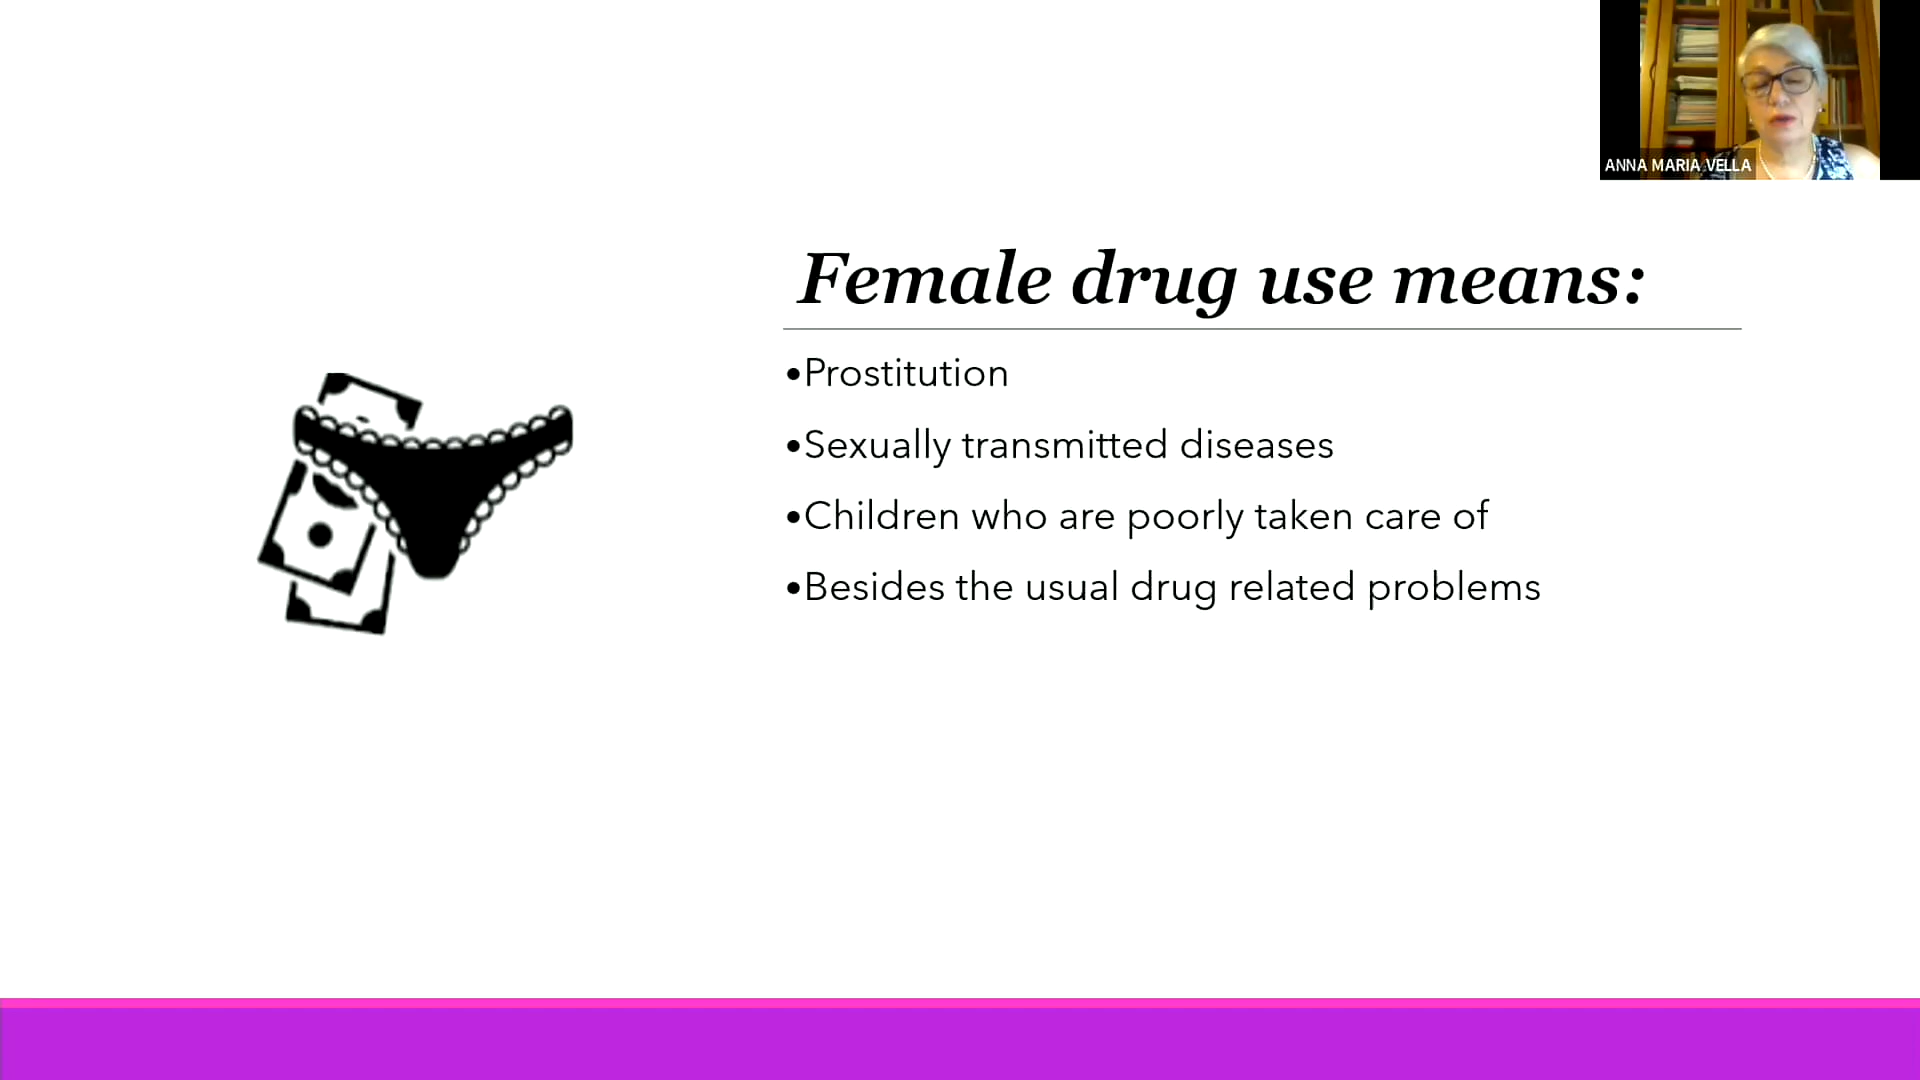 ANNA MARIA VELLA
Female drug use means:
•Prostitution
•Sexually transmitted diseases
•Children who are poorly taken care of
•Besides the usual drug related problems